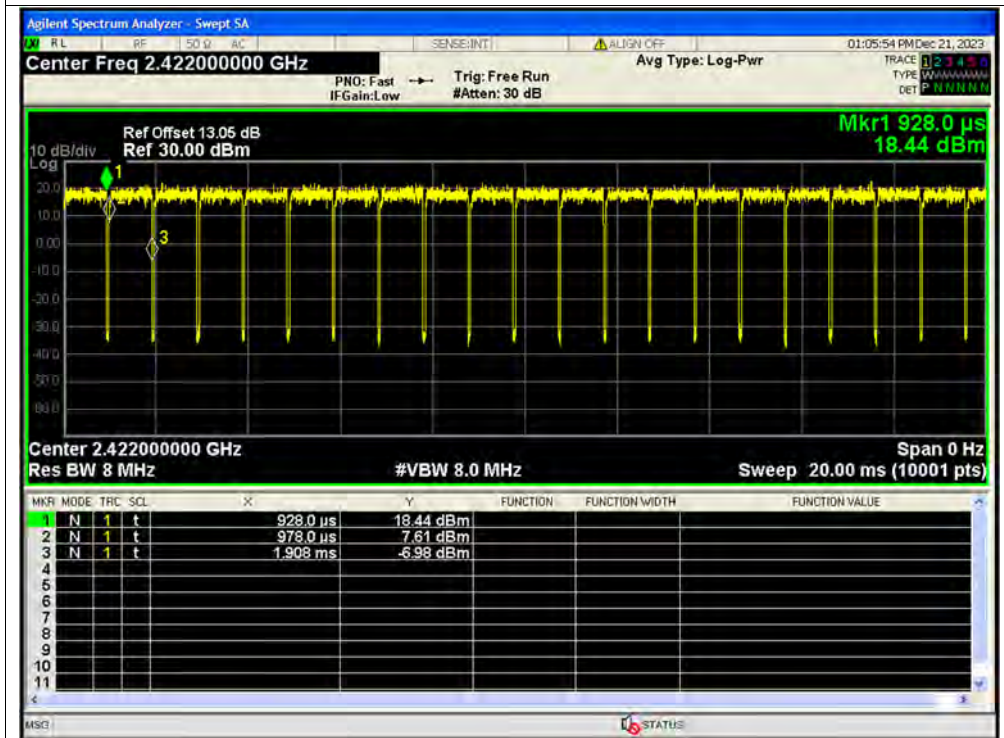 Agilent Spectrum Analyzer - Swept SA
RL RF 50 Ω AC SENSE:INT ALIGN OFF 01:05:54 PM Dec 21, 2023
Center Freq 2.422000000 GHz Avg Type: Log-Pwr TRACE 1 2 3 4 5 6
PNO: Fast Trig: Free Run TYPE W
IFGain:Low #Atten: 30 dB DET P N N N N N
Mkr1 928.0 µs
18.44 dBm
Ref Offset 13.05 dB
10 dB/div Ref 30.00 dBm
Log
1
20.0
10.0
3
0.00
-10.0
-20.0
-30.0
-40.0
-50.0
-60.0
Center 2.422000000 GHz Span 0 Hz
Res BW 8 MHz #VBW 8.0 MHz Sweep 20.00 ms (10001 pts)
MKR MODE TRC SCL X Y FUNCTION FUNCTION WIDTH FUNCTION VALUE
1 N 1 t 928.0 µs 18.44 dBm
2 N 1 t 978.0 µs 7.61 dBm
3 N 1 t 1.908 ms -6.98 dBm
4
5
6
7
8
9
10
11
MSG STATUS